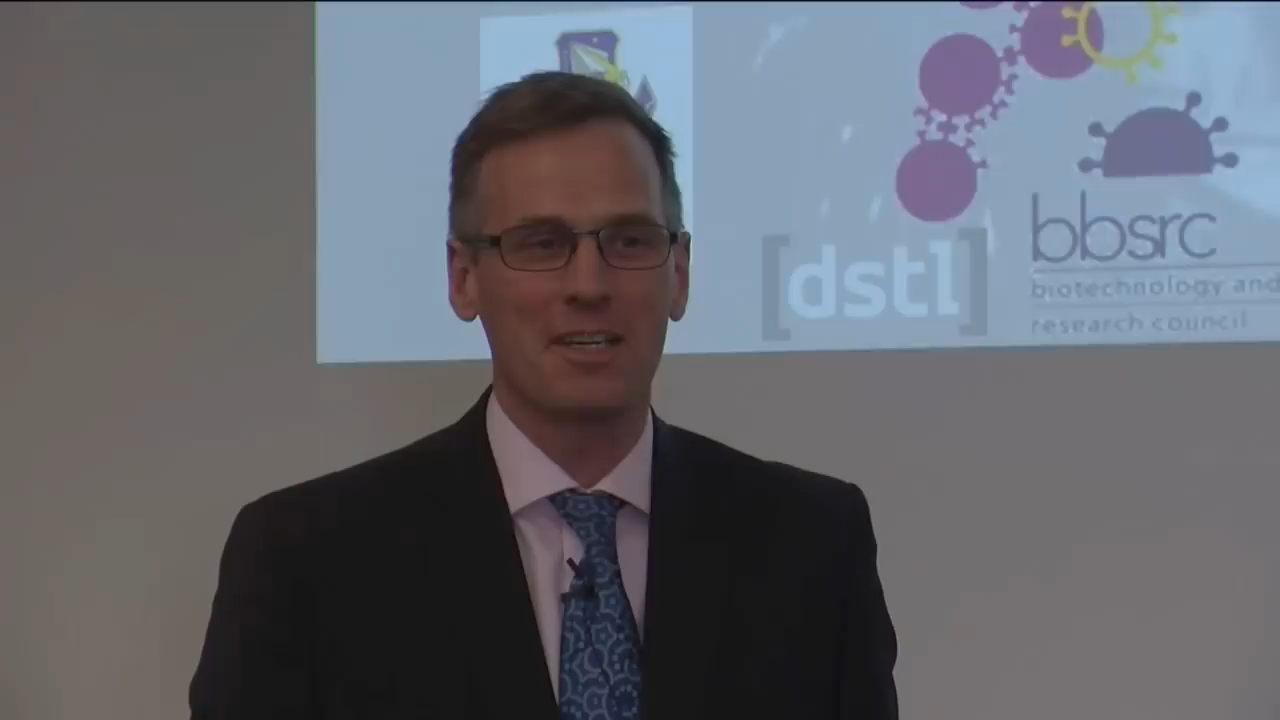 [dstl]
bbsrc
biotechnology and
research council